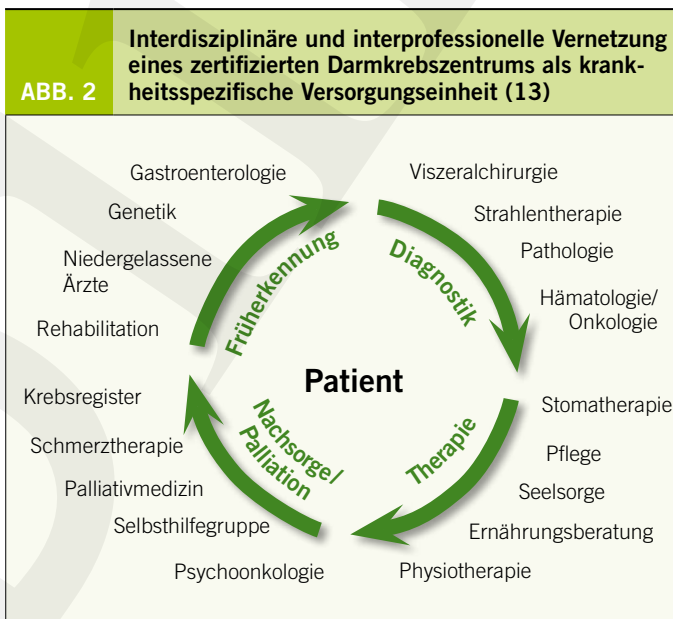 ABB. 2
Interdisziplinäre und interprofessionelle Vernetzung
eines zertifizierten Darmkrebszentrums als krank-
heitsspezifische Versorgungseinheit (13)
Gastroenterologie
Genetik
Niedergelassene
Ärzte
Rehabilitation
Krebsregister
Schmerztherapie
Palliativmedizin
Selbsthilfegruppe
Psychoonkologie
Viszeralchirurgie
Strahlentherapie
Pathologie
Hämatologie/
Onkologie
Stomatherapie
Pflege
Seelsorge
Ernährungsberatung
Physiotherapie
Früherkennung
Diagnostik
Therapie
Nachsorge/
Palliation
Patient